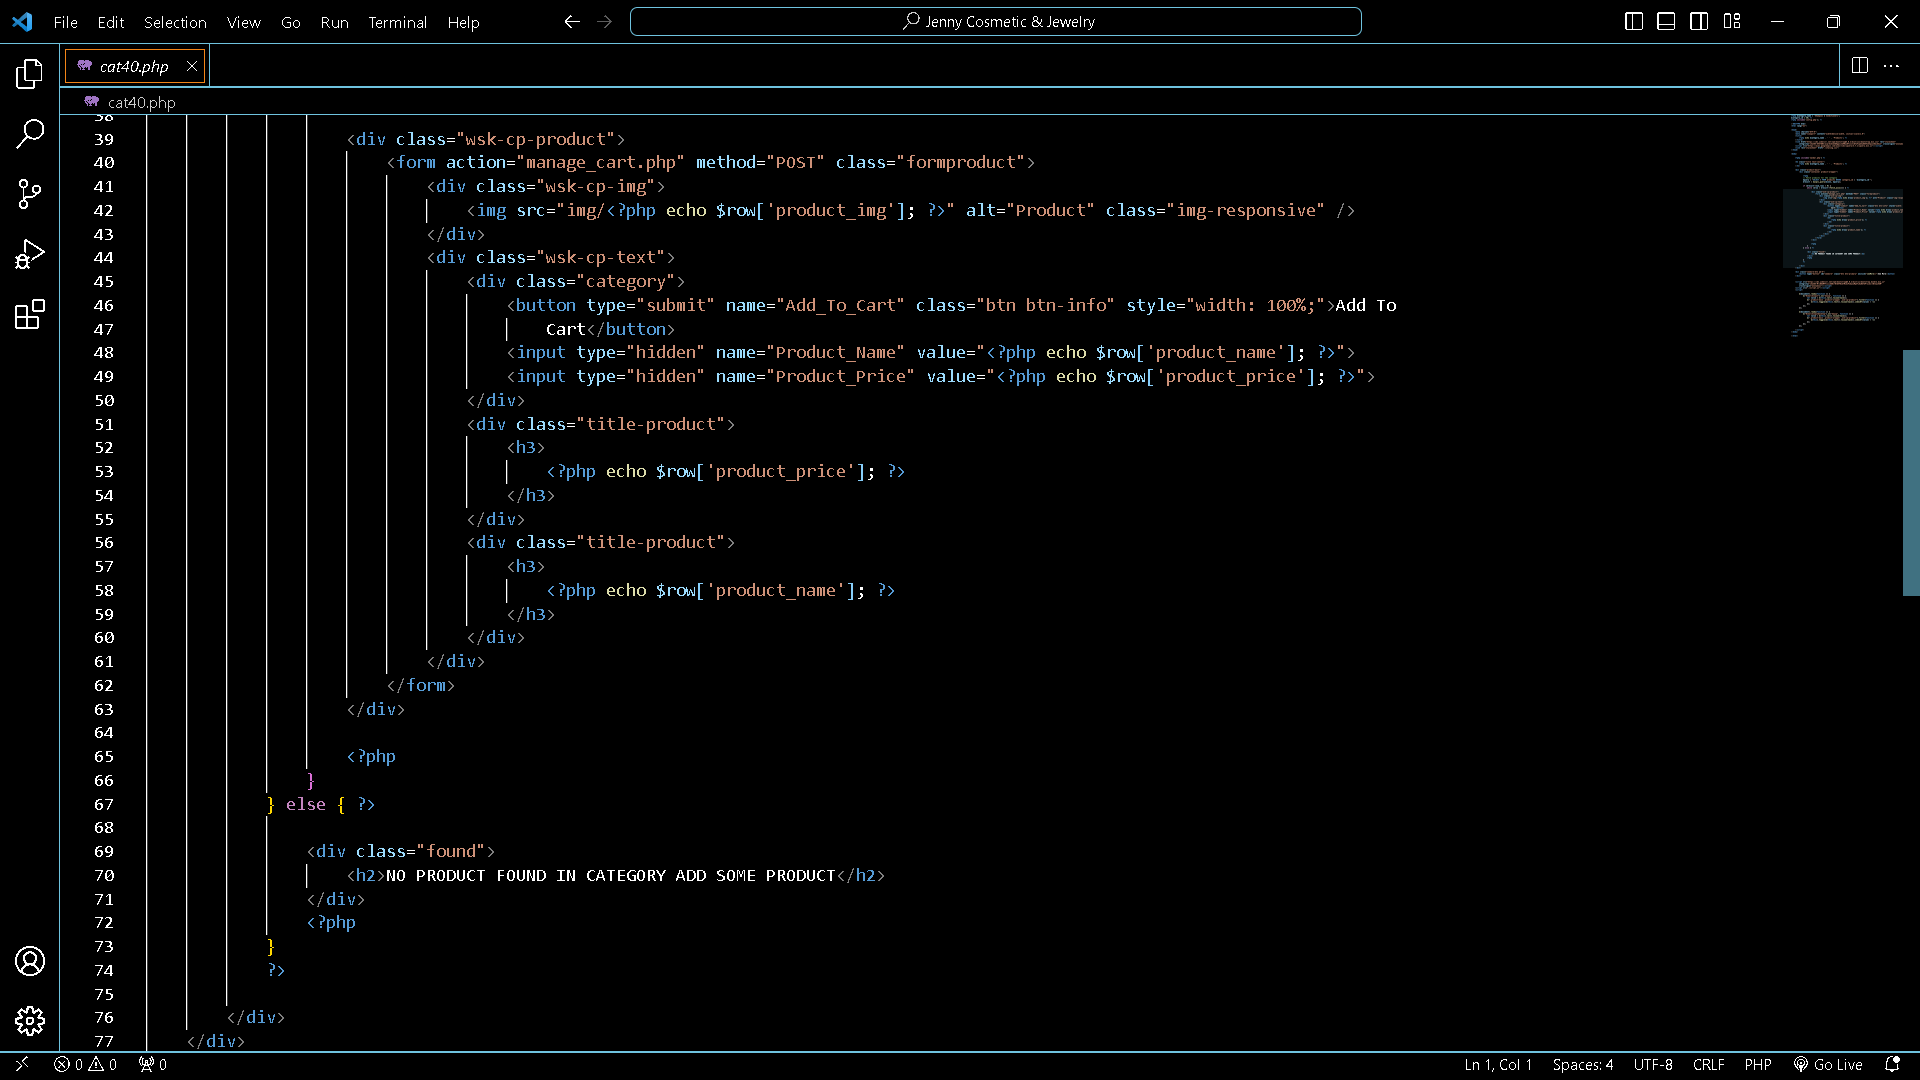 File Edit Selection View Go Run Terminal Help Jenny Cosmetic & Jewelry
cat40.php
cat40.php
38
39 <div class="wsk-cp-product">
40 <form action="manage_cart.php" method="POST" class="formproduct">
41 <div class="wsk-cp-img">
42 <img src="img/<?php echo $row['product_img']; ?>" alt="Product" class="img-responsive" />
43 </div>
44 <div class="wsk-cp-text">
45 <div class="category">
46 <button type="submit" name="Add_To_Cart" class="btn btn-info" style="width: 100%;">Add To
47 Cart</button>
48 <input type="hidden" name="Product_Name" value="<?php echo $row['product_name']; ?>">
49 <input type="hidden" name="Product_Price" value="<?php echo $row['product_price']; ?>">
50 </div>
51 <div class="title-product">
52 <h3>
53 <?php echo $row['product_price']; ?>
54 </h3>
55 </div>
56 <div class="title-product">
57 <h3>
58 <?php echo $row['product_name']; ?>
59 </h3>
60 </div>
61 </div>
62 </form>
63 </div>
64
65 <?php
66 }
67 } else { ?>
68
69 <div class="found">
70 <h2>NO PRODUCT FOUND IN CATEGORY ADD SOME PRODUCT</h2>
71 </div>
72 <?php
73 }
74 ?>
75
76 </div>
77 </div>
0 0 0 Ln 1, Col 1 Spaces: 4 UTF-8 CRLF PHP Go Live